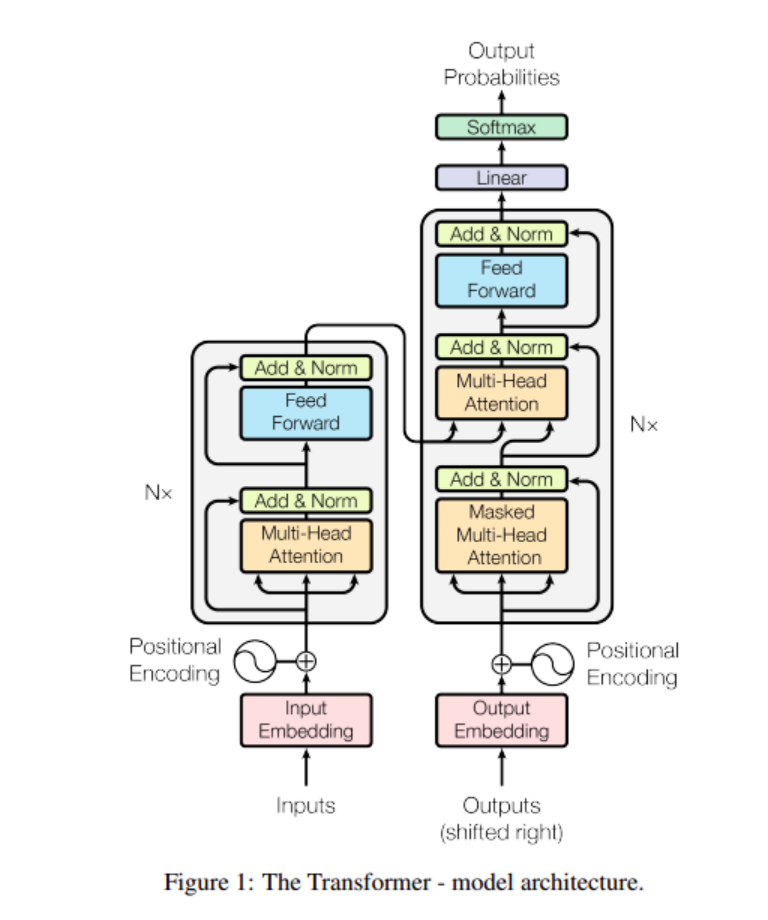 Output
Probabilities
Softmax
Linear
Add & Norm
Feed
Forward
Add & Norm
Multi-Head
Attention
Add & Norm
Masked
Multi-Head
Attention
Nx
Add & Norm
Feed
Forward
Add & Norm
Multi-Head
Attention
Nx
Positional
Encoding
Positional
Encoding
Input
Embedding
Output
Embedding
Inputs
Outputs
(shifted right)
Figure 1: The Transformer - model architecture.